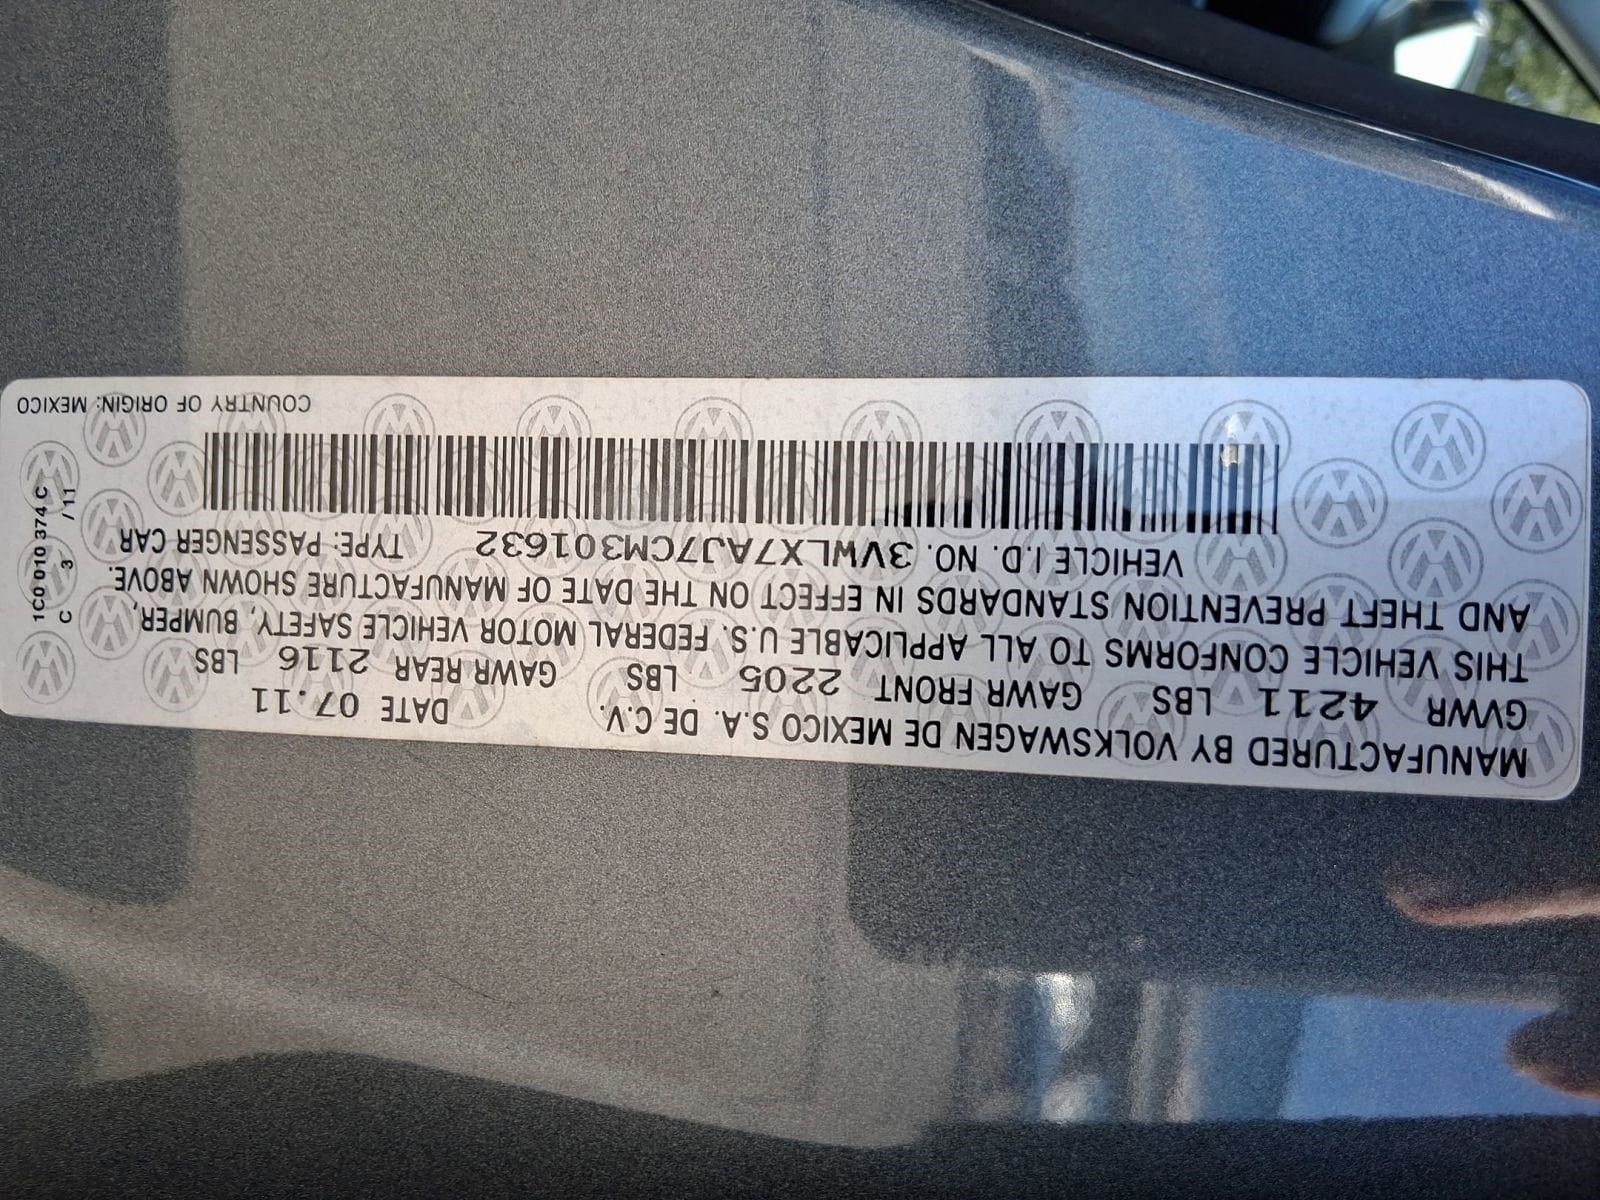 MANUFACTURED BY VOLKSWAGEN DE MEXICO S.A. DE C.V. DATE 07.11
GVWR 4211 LBS GAWR FRONT 2205 LBS GAWR REAR 2116 LBS
THIS VEHICLE CONFORMS TO ALL APPLICABLE U.S. FEDERAL MOTOR VEHICLE SAFETY, BUMPER,
AND THEFT PREVENTION STANDARDS IN EFFECT ON THE DATE OF MANUFACTURE SHOWN ABOVE.
VEHICLE I.D. NO. 3VWLX7AJ7CM301632 TYPE: PASSENGER CAR
COUNTRY OF ORIGIN: MEXICO
1C0 010 374 C
C 3 / 11